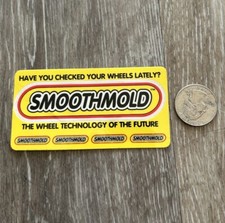 HAVE YOU CHECKED YOUR WHEELS LATELY?
SMOOTHMOLD
THE WHEEL TECHNOLOGY OF THE FUTURE
SMOOTHMOLD SMOOTHMOLD SMOOTHMOLD SMOOTHMOLD